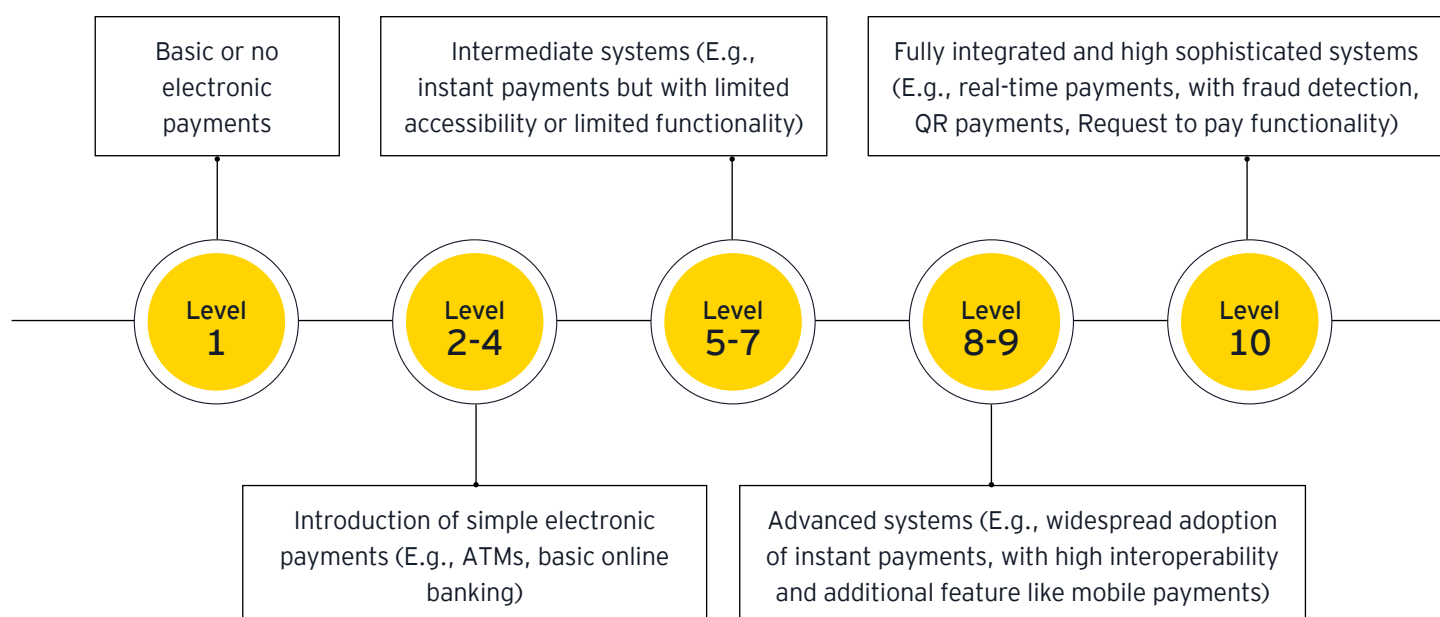 Basic or no
electronic
payments
Intermediate systems (E.g.,
instant payments but with limited
accessibility or limited functionality)
Fully integrated and high sophisticated systems
(E.g., real-time payments, with fraud detection,
QR payments, Request to pay functionality)
Level
1
Level
2-4
Level
5-7
Level
8-9
Level
10
Introduction of simple electronic
payments (E.g., ATMs, basic online
banking)
Advanced systems (E.g., widespread adoption
of instant payments, with high interoperability
and additional feature like mobile payments)